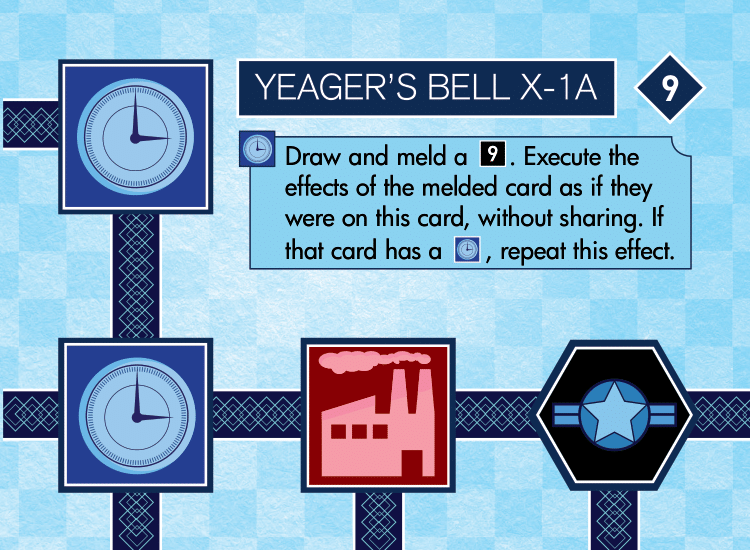 YEAGER'S BELL X-1A
9
Draw and meld a 9. Execute the
effects of the melded card as if they
were on this card, without sharing. If
that card has a , repeat this effect.